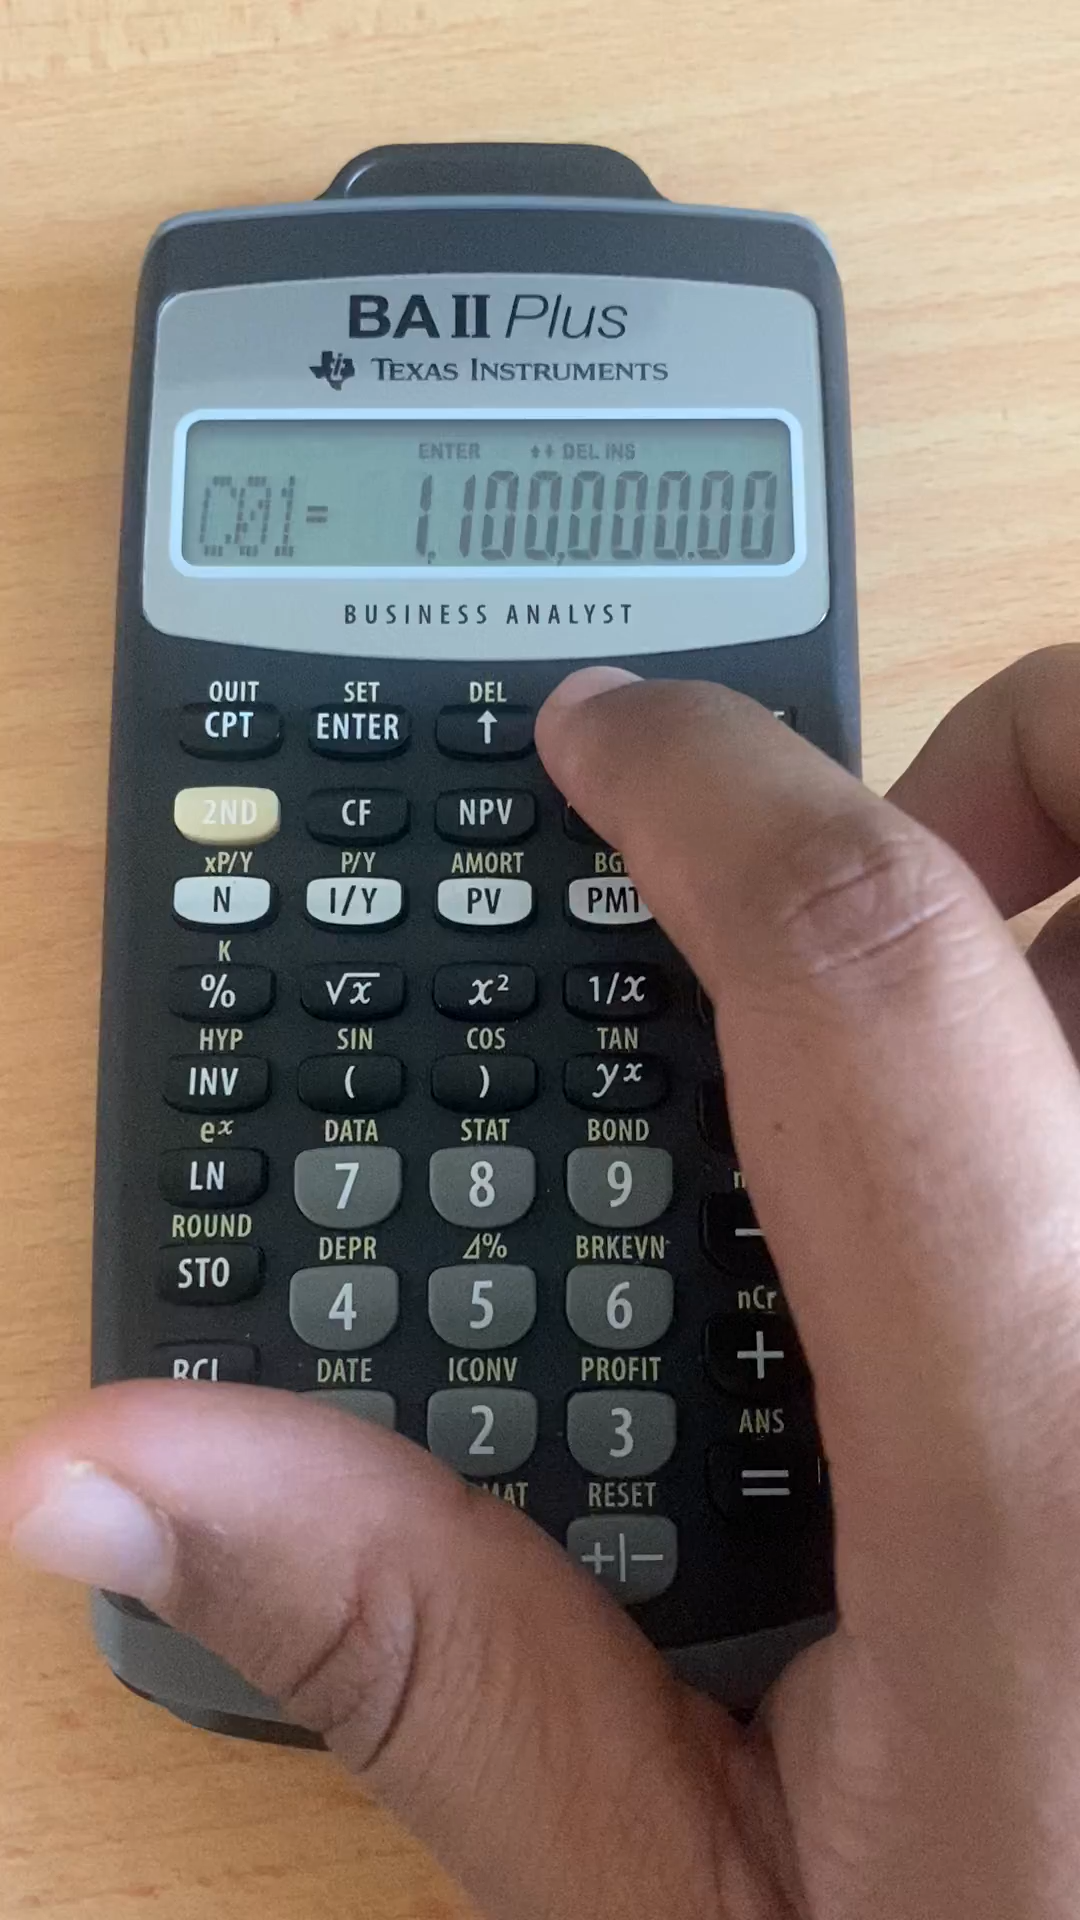 BA II Plus
TEXAS INSTRUMENTS
ENTER ↑↓ DEL INS
C01= 1,100,000.00
BUSINESS ANALYST
QUIT SET DEL
CPT ENTER ↑
2ND CF NPV
xP/Y P/Y AMORT
N I/Y PV PMT
K
% √x x² 1/x
HYP SIN COS TAN
INV ( ) yˣ
eˣ DATA STAT BOND
LN 7 8 9
ROUND DEPR Δ% BRKEVN
STO 4 5 6
nCr
+
RCL DATE ICONV PROFIT
2 3
ANS
=
RESET
+|−